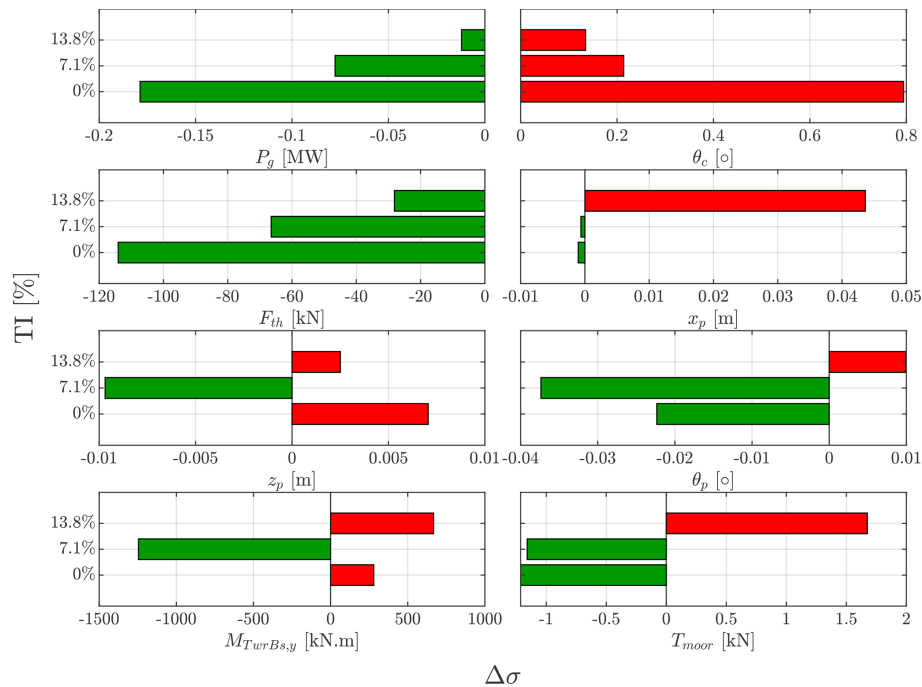 13.8%
7.1%
0%
-0.2 -0.15 -0.1 -0.05 0
P_g [MW]
0 0.2 0.4 0.6 0.8
θ_c [∘]
13.8%
7.1%
0%
-120 -100 -80 -60 -40 -20 0
F_th [kN]
-0.01 0 0.01 0.02 0.03 0.04 0.05
x_p [m]
TI [%]
13.8%
7.1%
0%
-0.01 -0.005 0 0.005 0.01
z_p [m]
-0.04 -0.03 -0.02 -0.01 0 0.01
θ_p [∘]
13.8%
7.1%
0%
-1500 -1000 -500 0 500 1000
M_TwrBs,y [kN.m]
-1 -0.5 0 0.5 1 1.5 2
T_moor [kN]
Δσ